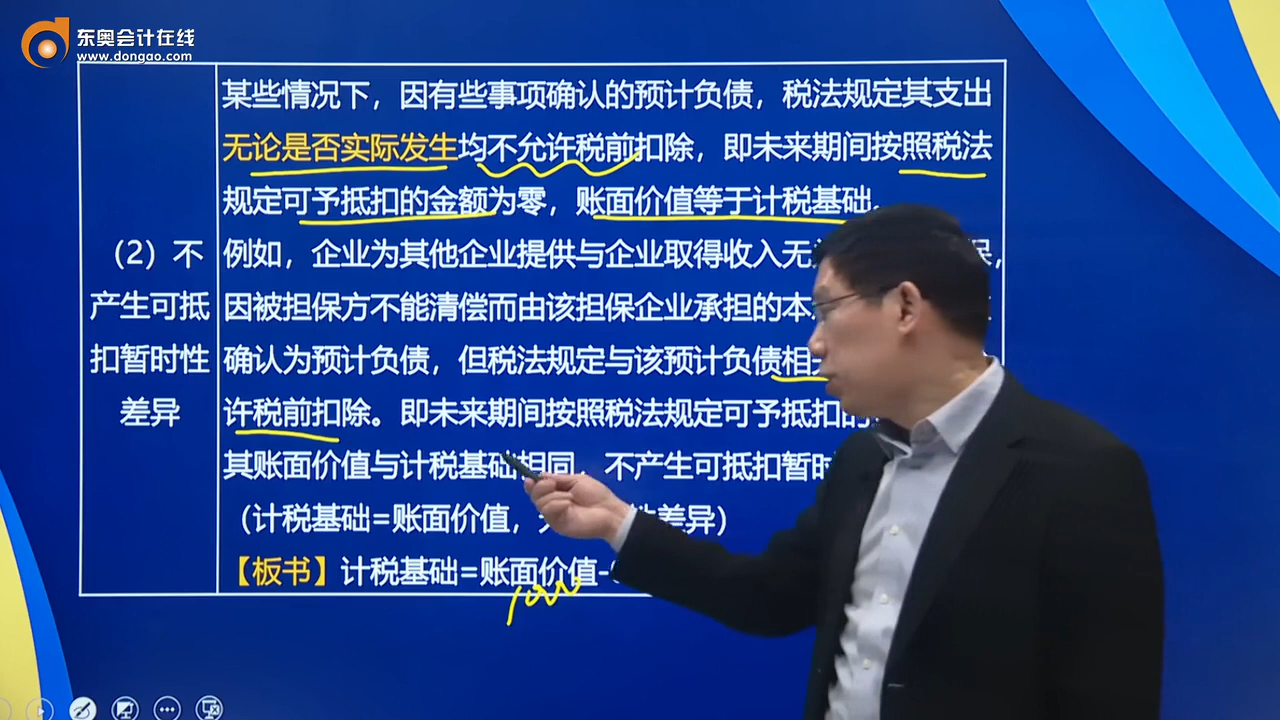 东奥会计在线
www.dongao.com
某些情况下，因有些事项确认的预计负债，税法规定其支出
无论是否实际发生均不允许税前扣除，即未来期间按照税法
规定可予抵扣的金额为零，账面价值等于计税基础。
（2）不
产生可抵
扣暂时性
差异
例如，企业为其他企业提供与企业取得收入无
因被担保方不能清偿而由该担保企业承担的本
确认为预计负债，但税法规定与该预计负债相
许税前扣除。即未来期间按照税法规定可予抵扣的
其账面价值与计税基础相同，不产生可抵扣暂时
（计税基础=账面价值，差异）
【板书】计税基础=账面价值-
1000